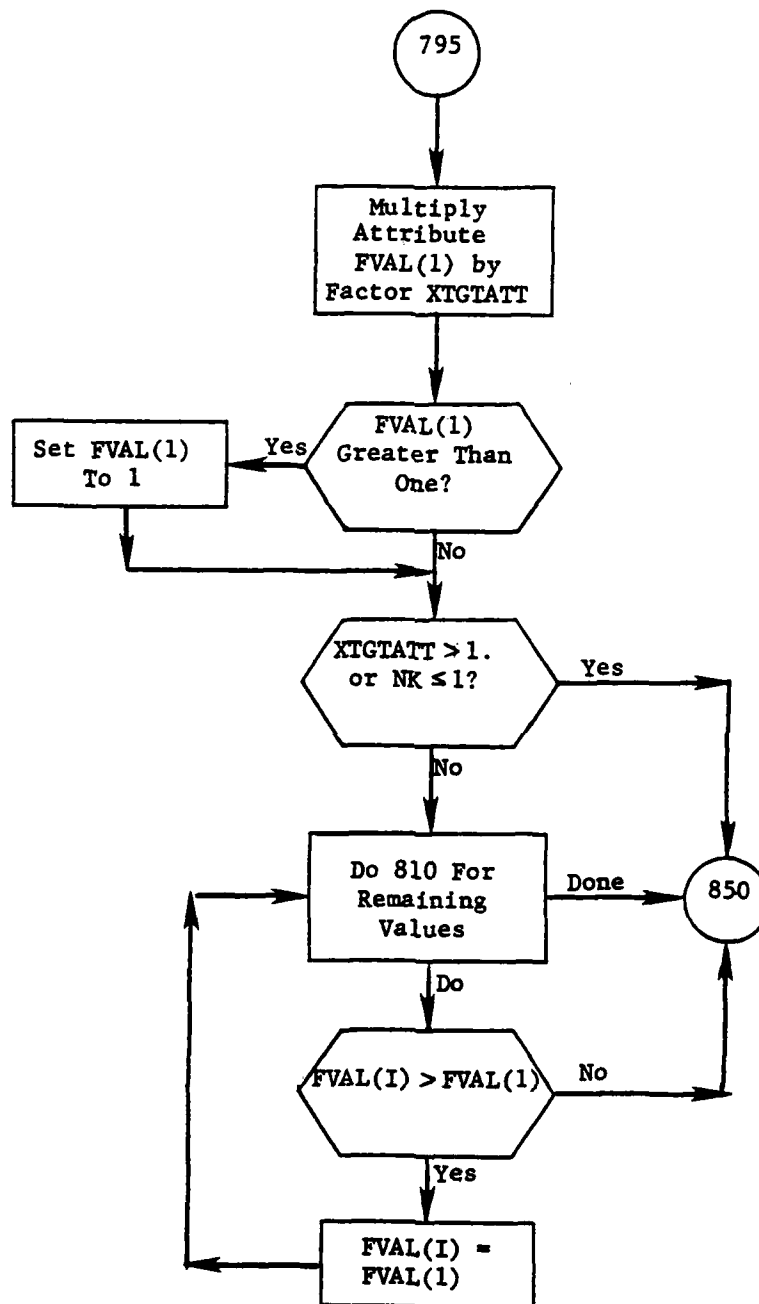 795
Multiply
Attribute
FVAL(1) by
Factor XTGTATT
FVAL(1)
Greater Than
One?
Yes
Set FVAL(1)
To 1
No
XTGTATT > 1.
or NK ≤ 1?
Yes
No
Do 810 For
Remaining
Values
Done
850
Do
FVAL(I) > FVAL(1)
No
Yes
FVAL(I) =
FVAL(1)